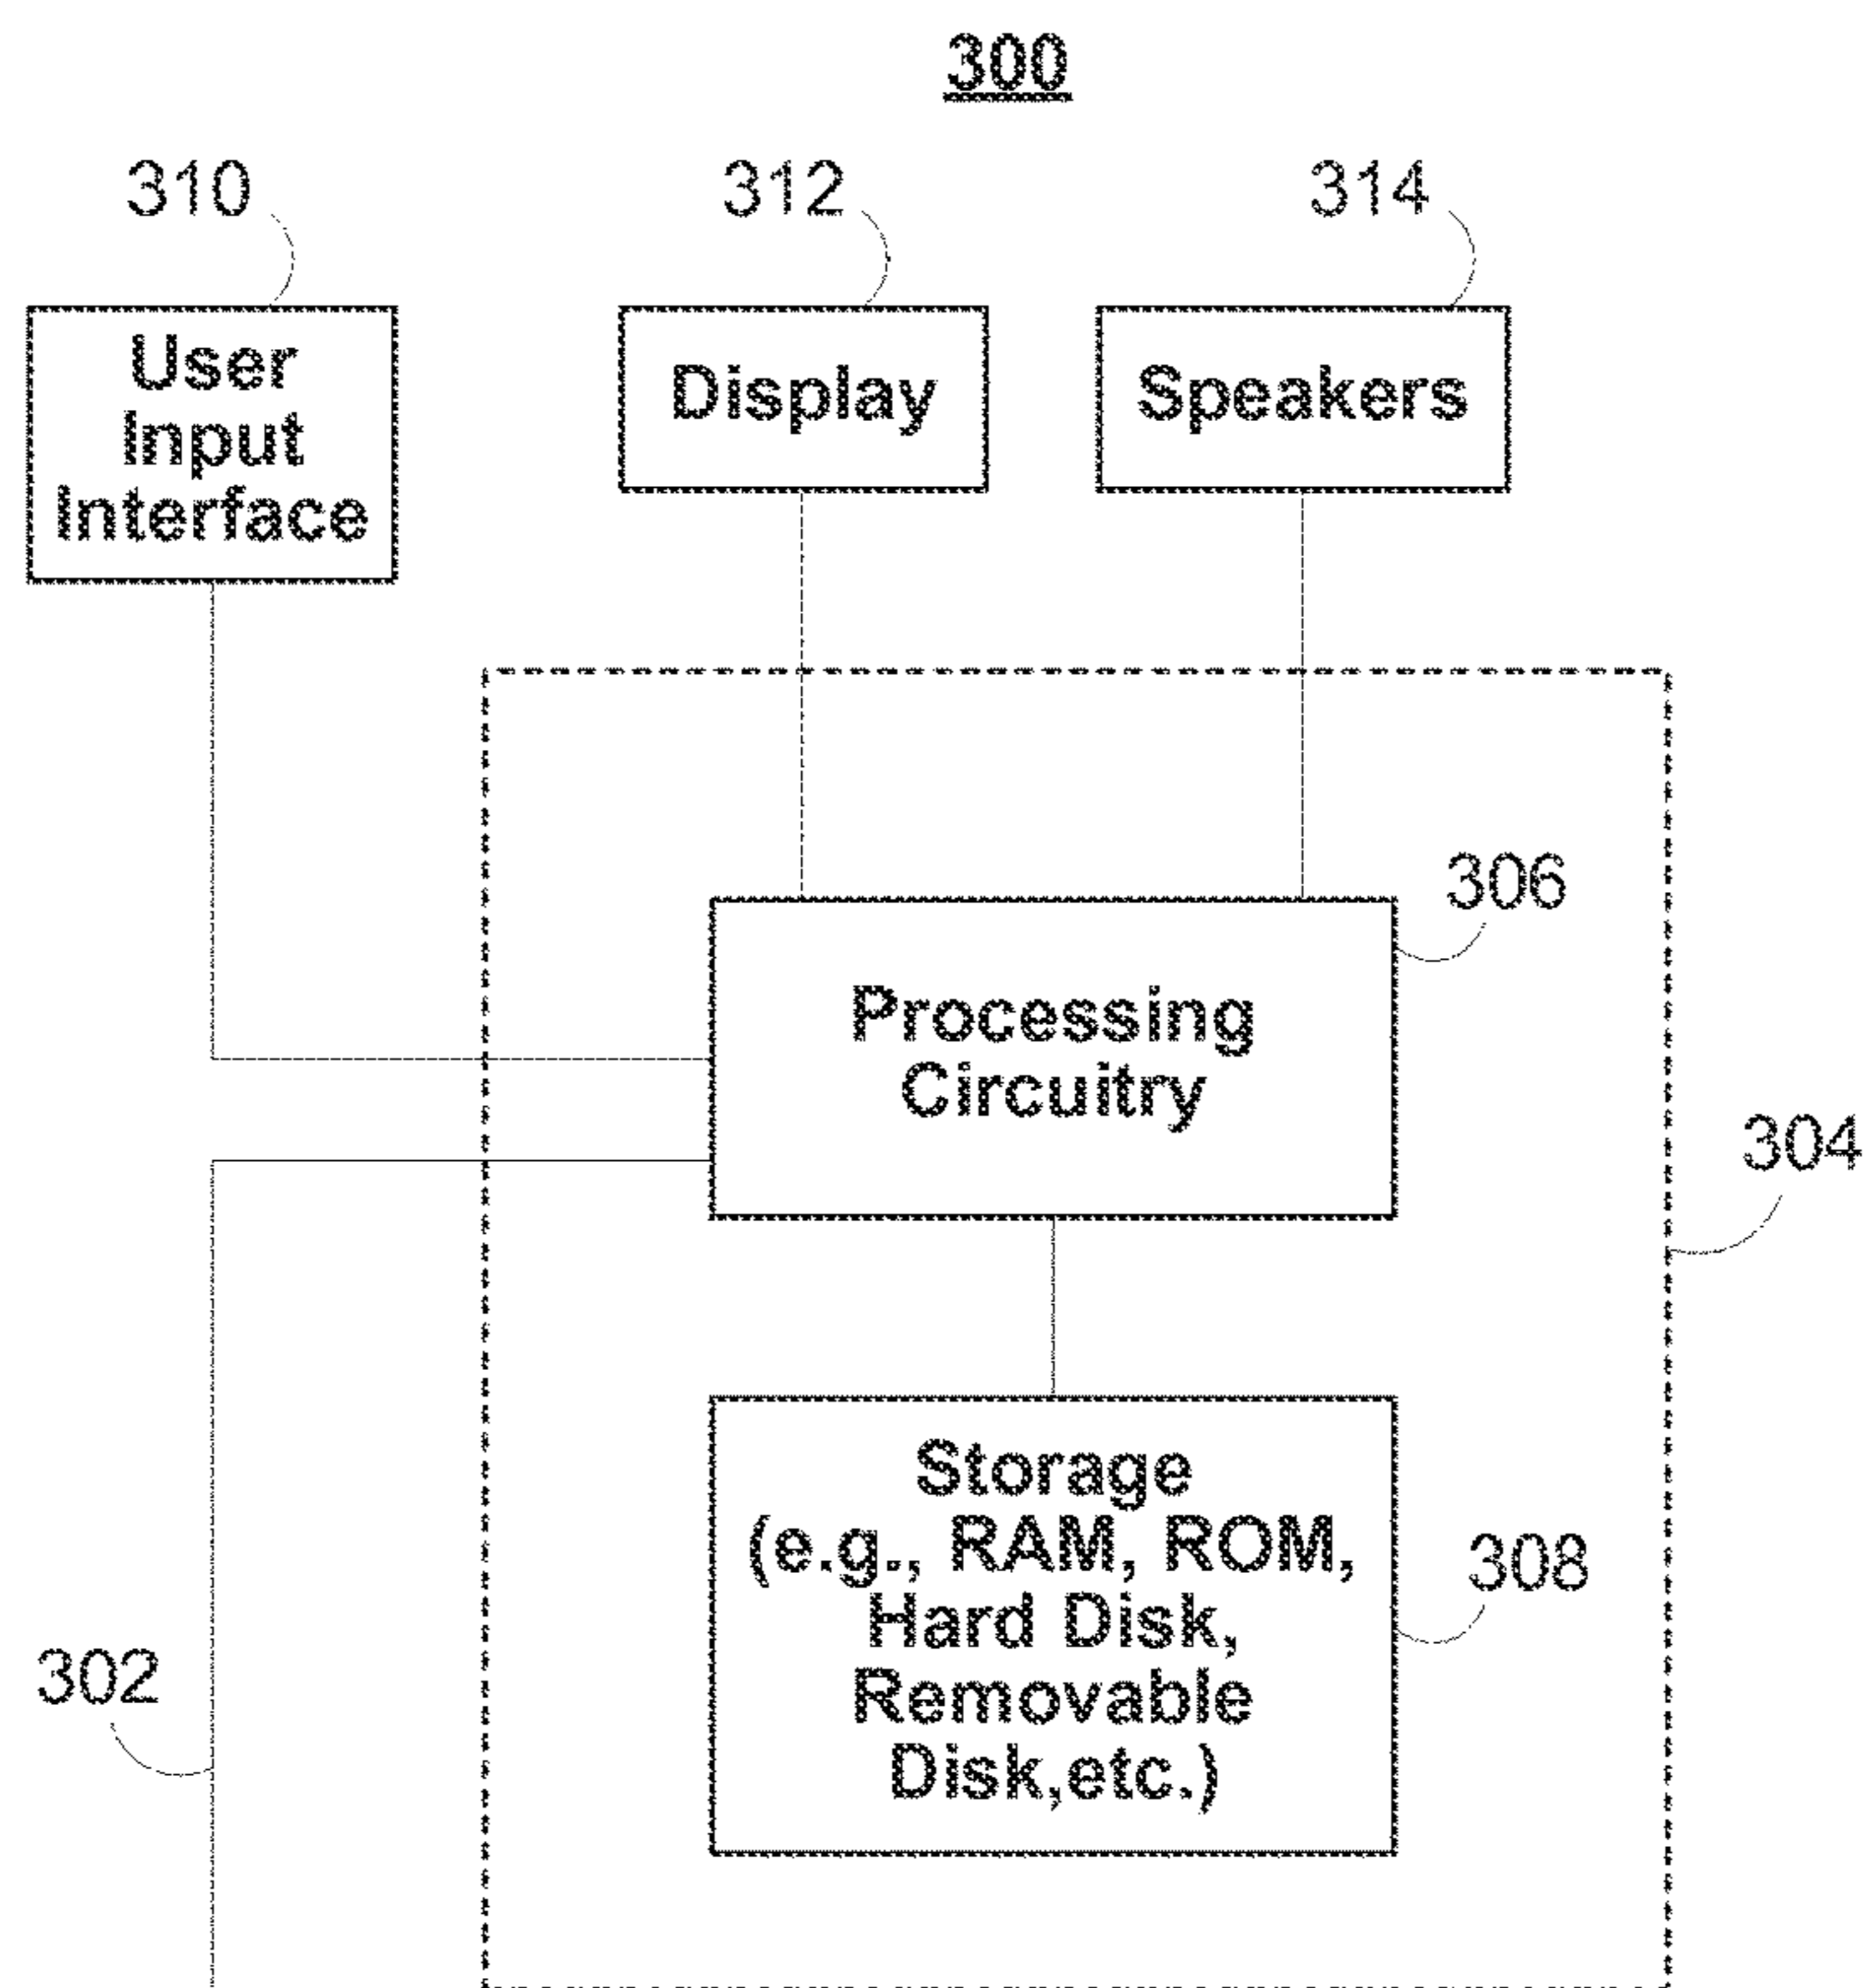 300
310
312
314
User
Input
Interface
Display
Speakers
306
Processing
Circuitry
304
Storage
(e.g., RAM, ROM,
Hard Disk,
Removable
Disk,etc.)
308
302